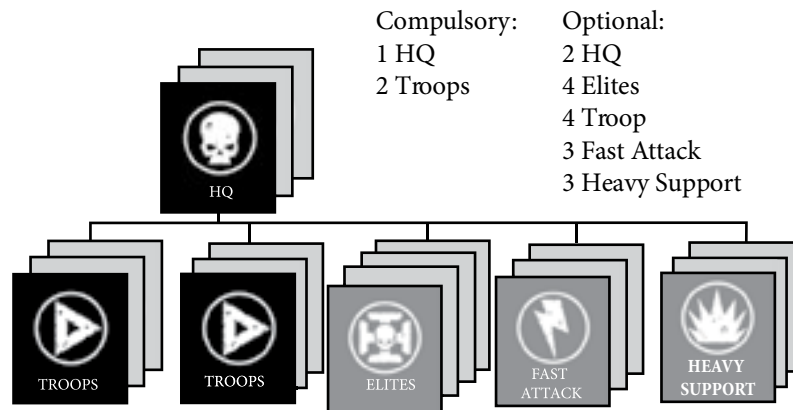 Compulsory:
1 HQ
2 Troops
Optional:
2 HQ
4 Elites
4 Troop
3 Fast Attack
3 Heavy Support
HQ
TROOPS
TROOPS
ELITES
FAST
ATTACK
HEAVY
SUPPORT